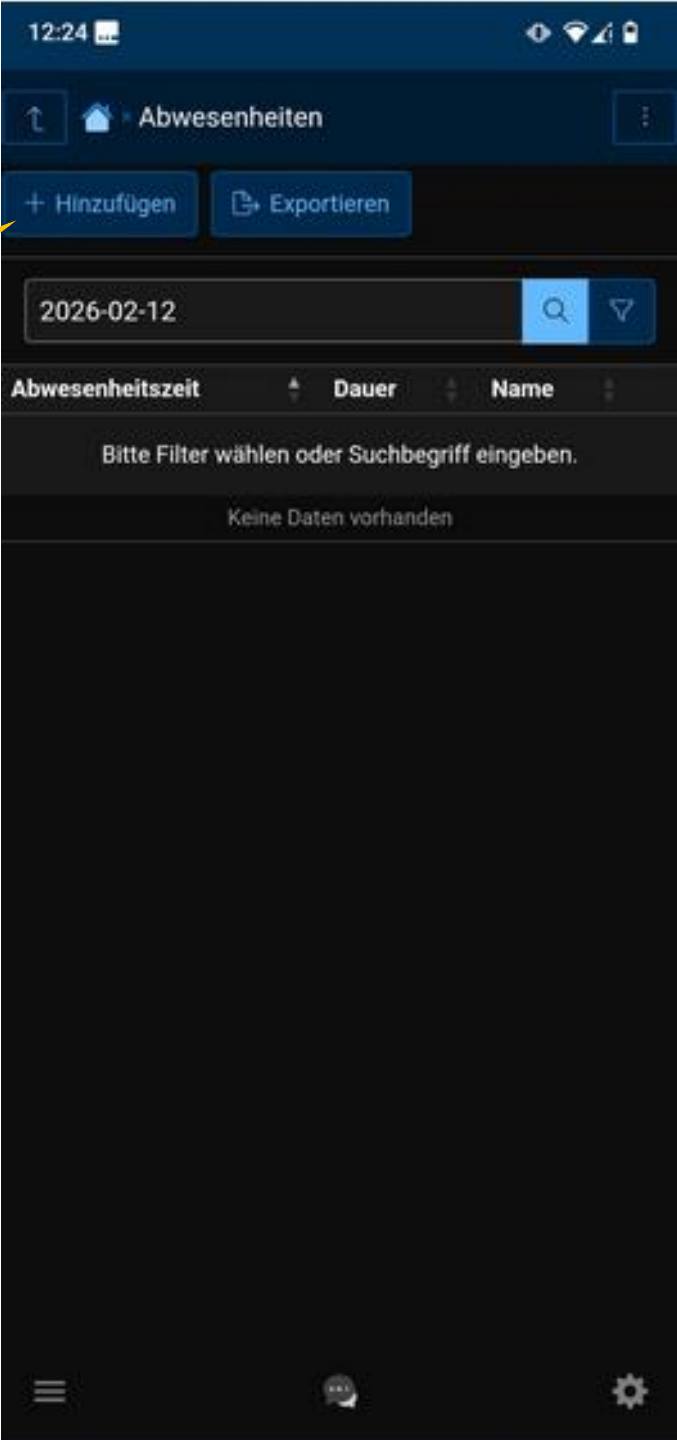 12:24
Abwesenheiten
+ Hinzufügen Exportieren
2026-02-12
Abwesenheitszeit Dauer Name
Bitte Filter wählen oder Suchbegriff eingeben.
Keine Daten vorhanden